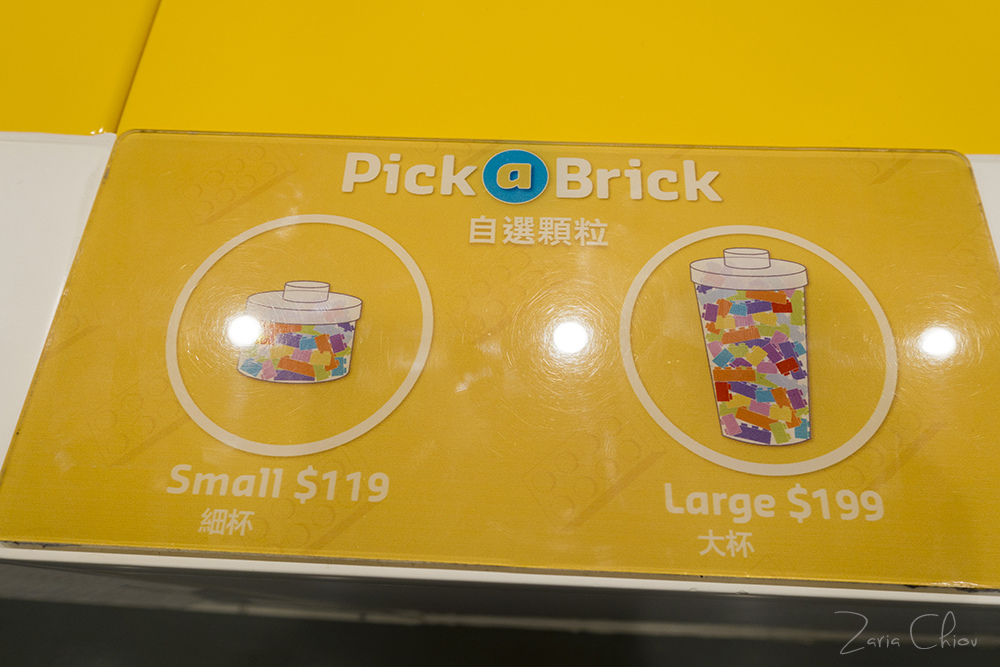 Pick a Brick
自選顆粒
Small $119
細杯
Large $199
大杯
Zaria Chiou